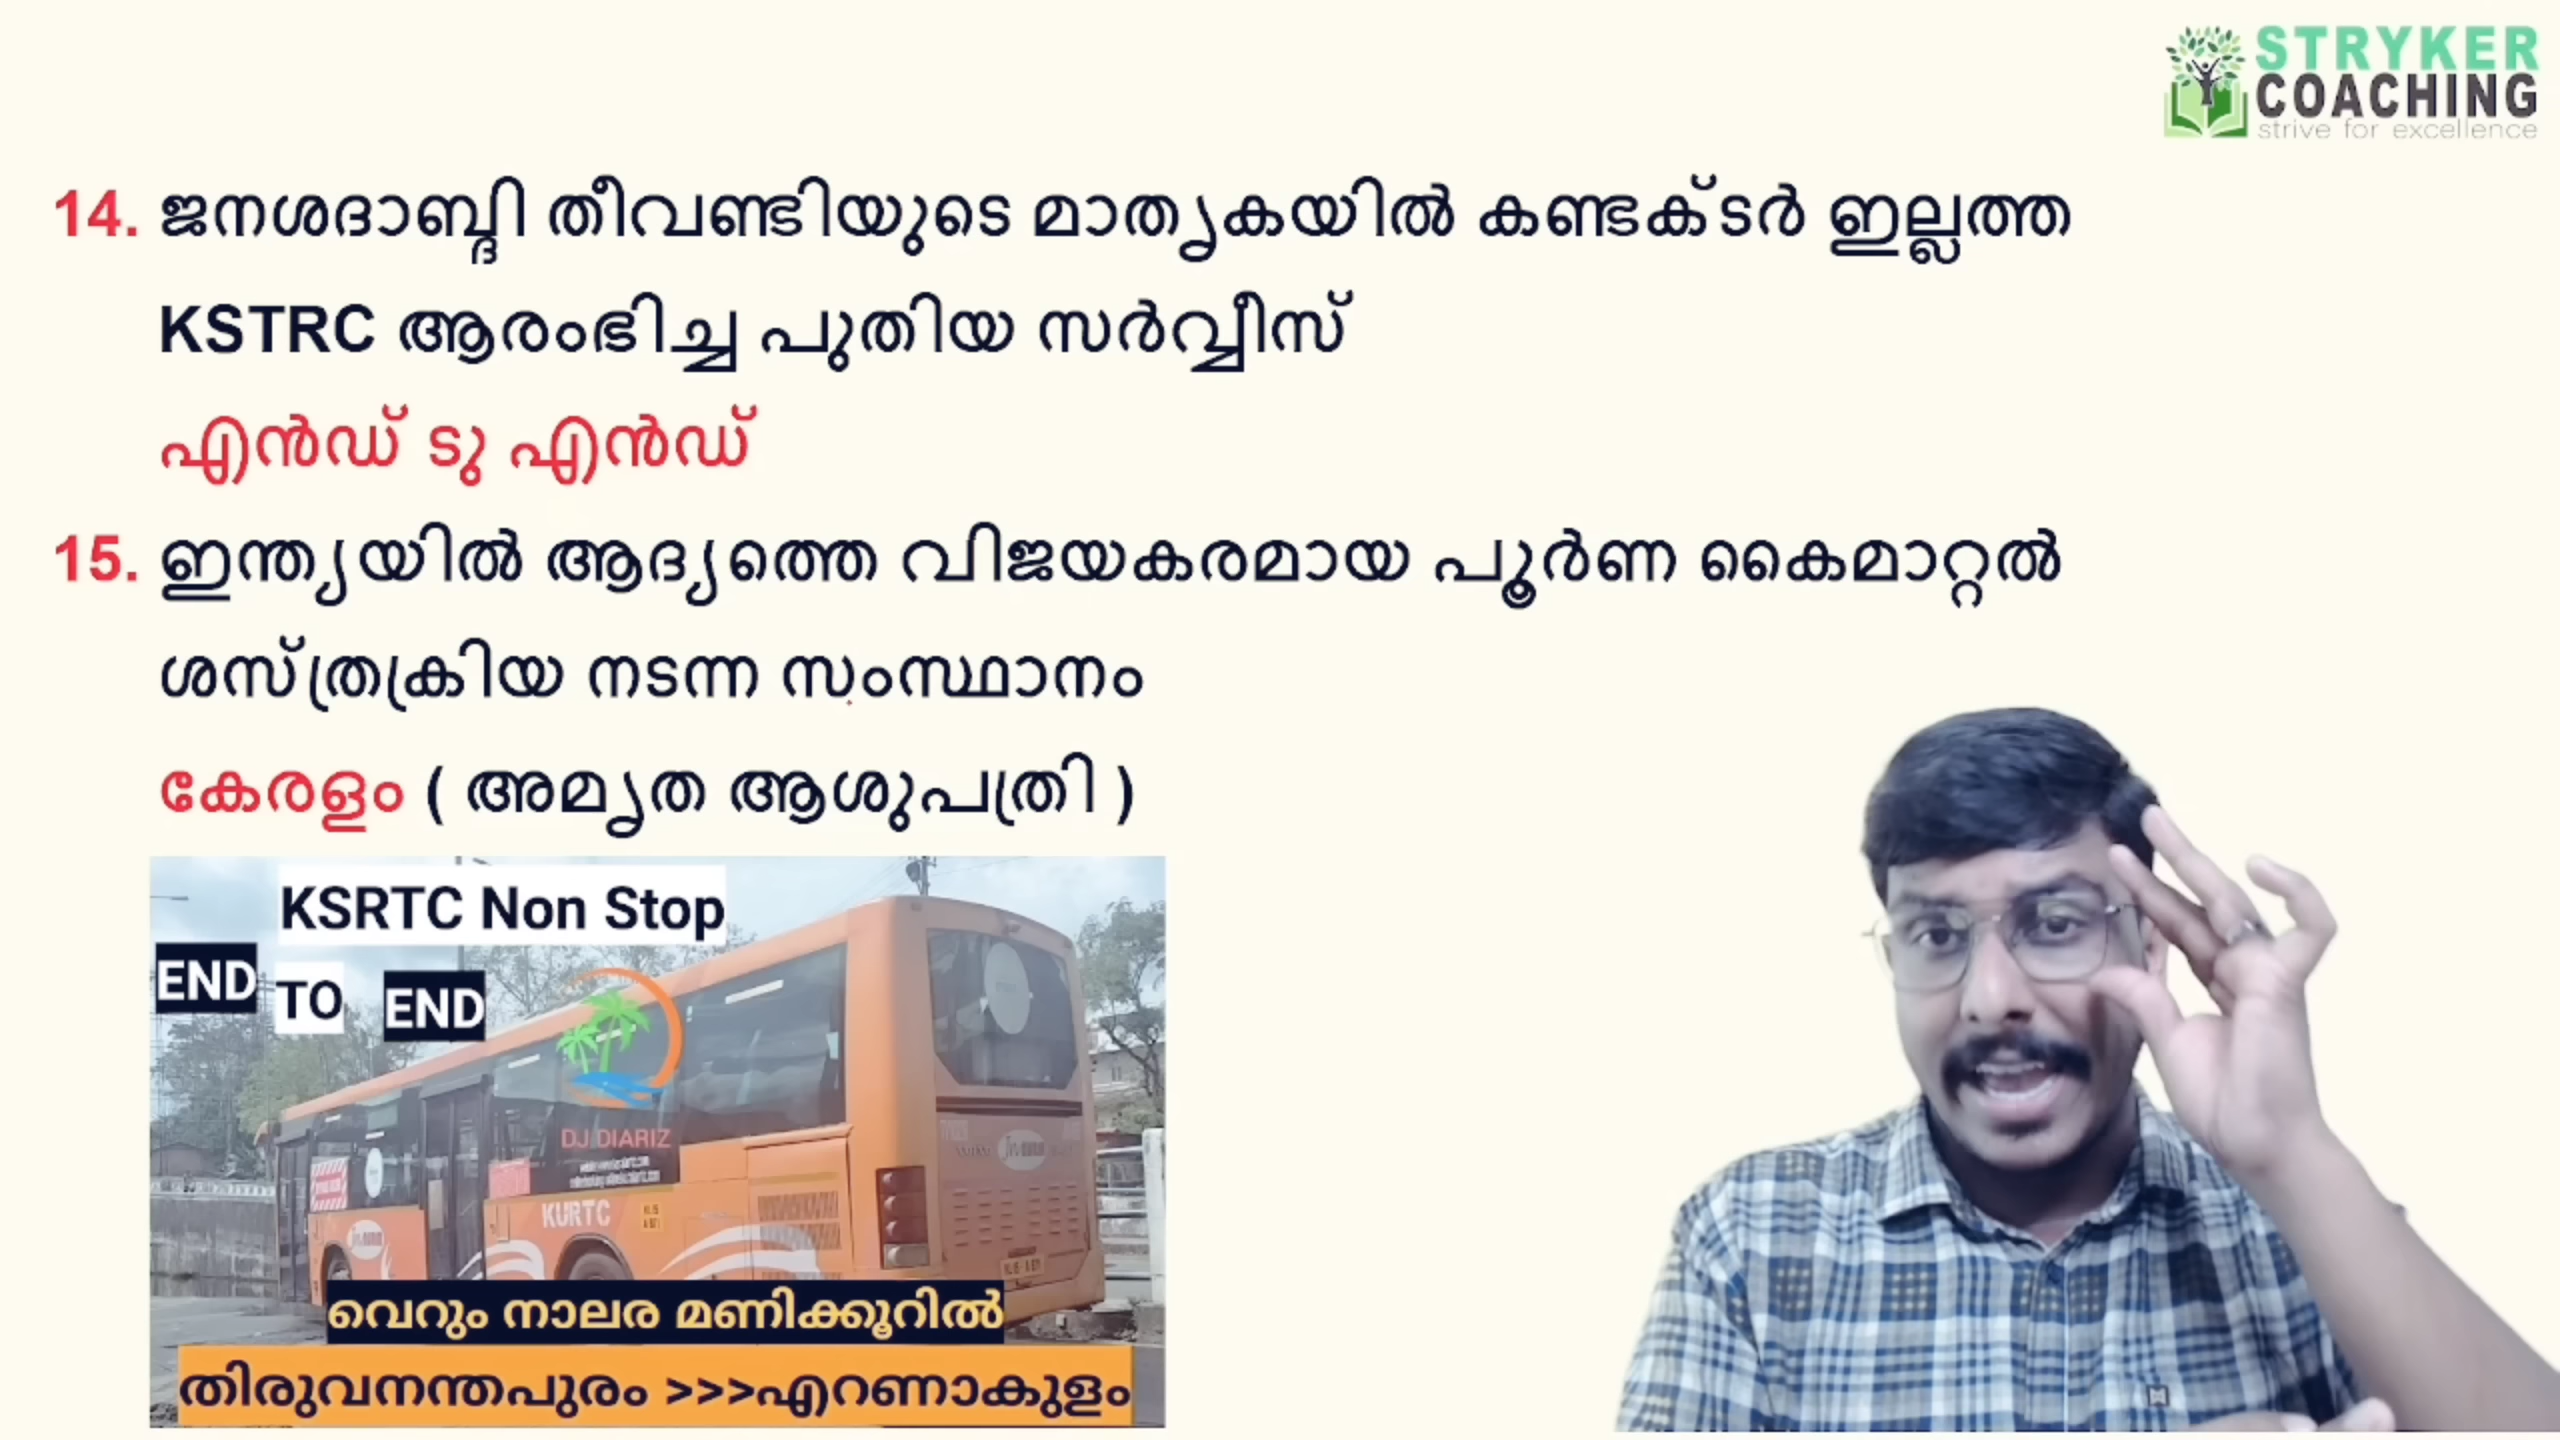 STRYKER
COACHING
strive for excellence
14. ജനശദാബ്ദി തീവണ്ടിയുടെ മാതൃകയിൽ കണ്ടക്ടർ ഇല്ലത്ത
KSTRC ആരംഭിച്ച പുതിയ സർവ്വീസ്
എൻഡ് ടു എൻഡ്
15. ഇന്ത്യയിൽ ആദ്യത്തെ വിജയകരമായ പൂർണ കൈമാറ്റൽ
ശസ്ത്രക്രിയ നടന്ന സംസ്ഥാനം
കേരളം ( അമൃത ആശുപത്രി )
KSRTC Non Stop
END TO END
DJ DIARIZ
KURTC
വെറും നാലര മണിക്കൂറിൽ
തിരുവനന്തപുരം >>>എറണാകുളം